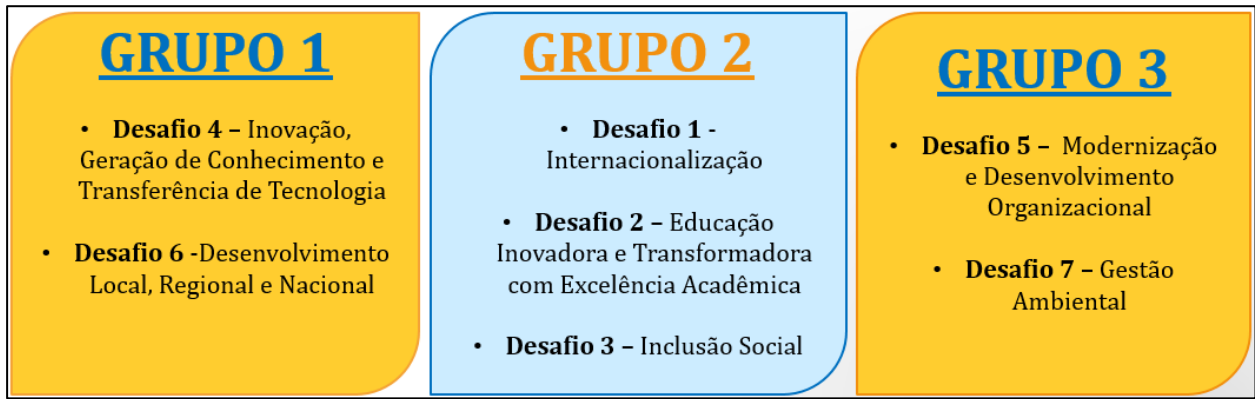 GRUPO 1
• Desafio 4 – Inovação,
Geração de Conhecimento e
Transferência de Tecnologia
• Desafio 6 -Desenvolvimento
Local, Regional e Nacional
GRUPO 2
• Desafio 1 -
Internacionalização
• Desafio 2 – Educação
Inovadora e Transformadora
com Excelência Acadêmica
• Desafio 3 – Inclusão Social
GRUPO 3
• Desafio 5 – Modernização
e Desenvolvimento
Organizacional
• Desafio 7 – Gestão
Ambiental